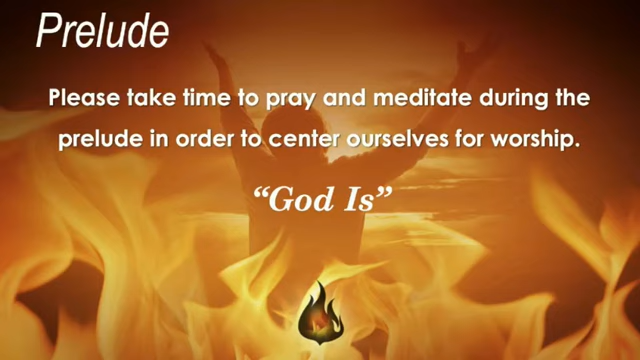 Prelude
Please take time to pray and meditate during the
prelude in order to center ourselves for worship.
“God Is”